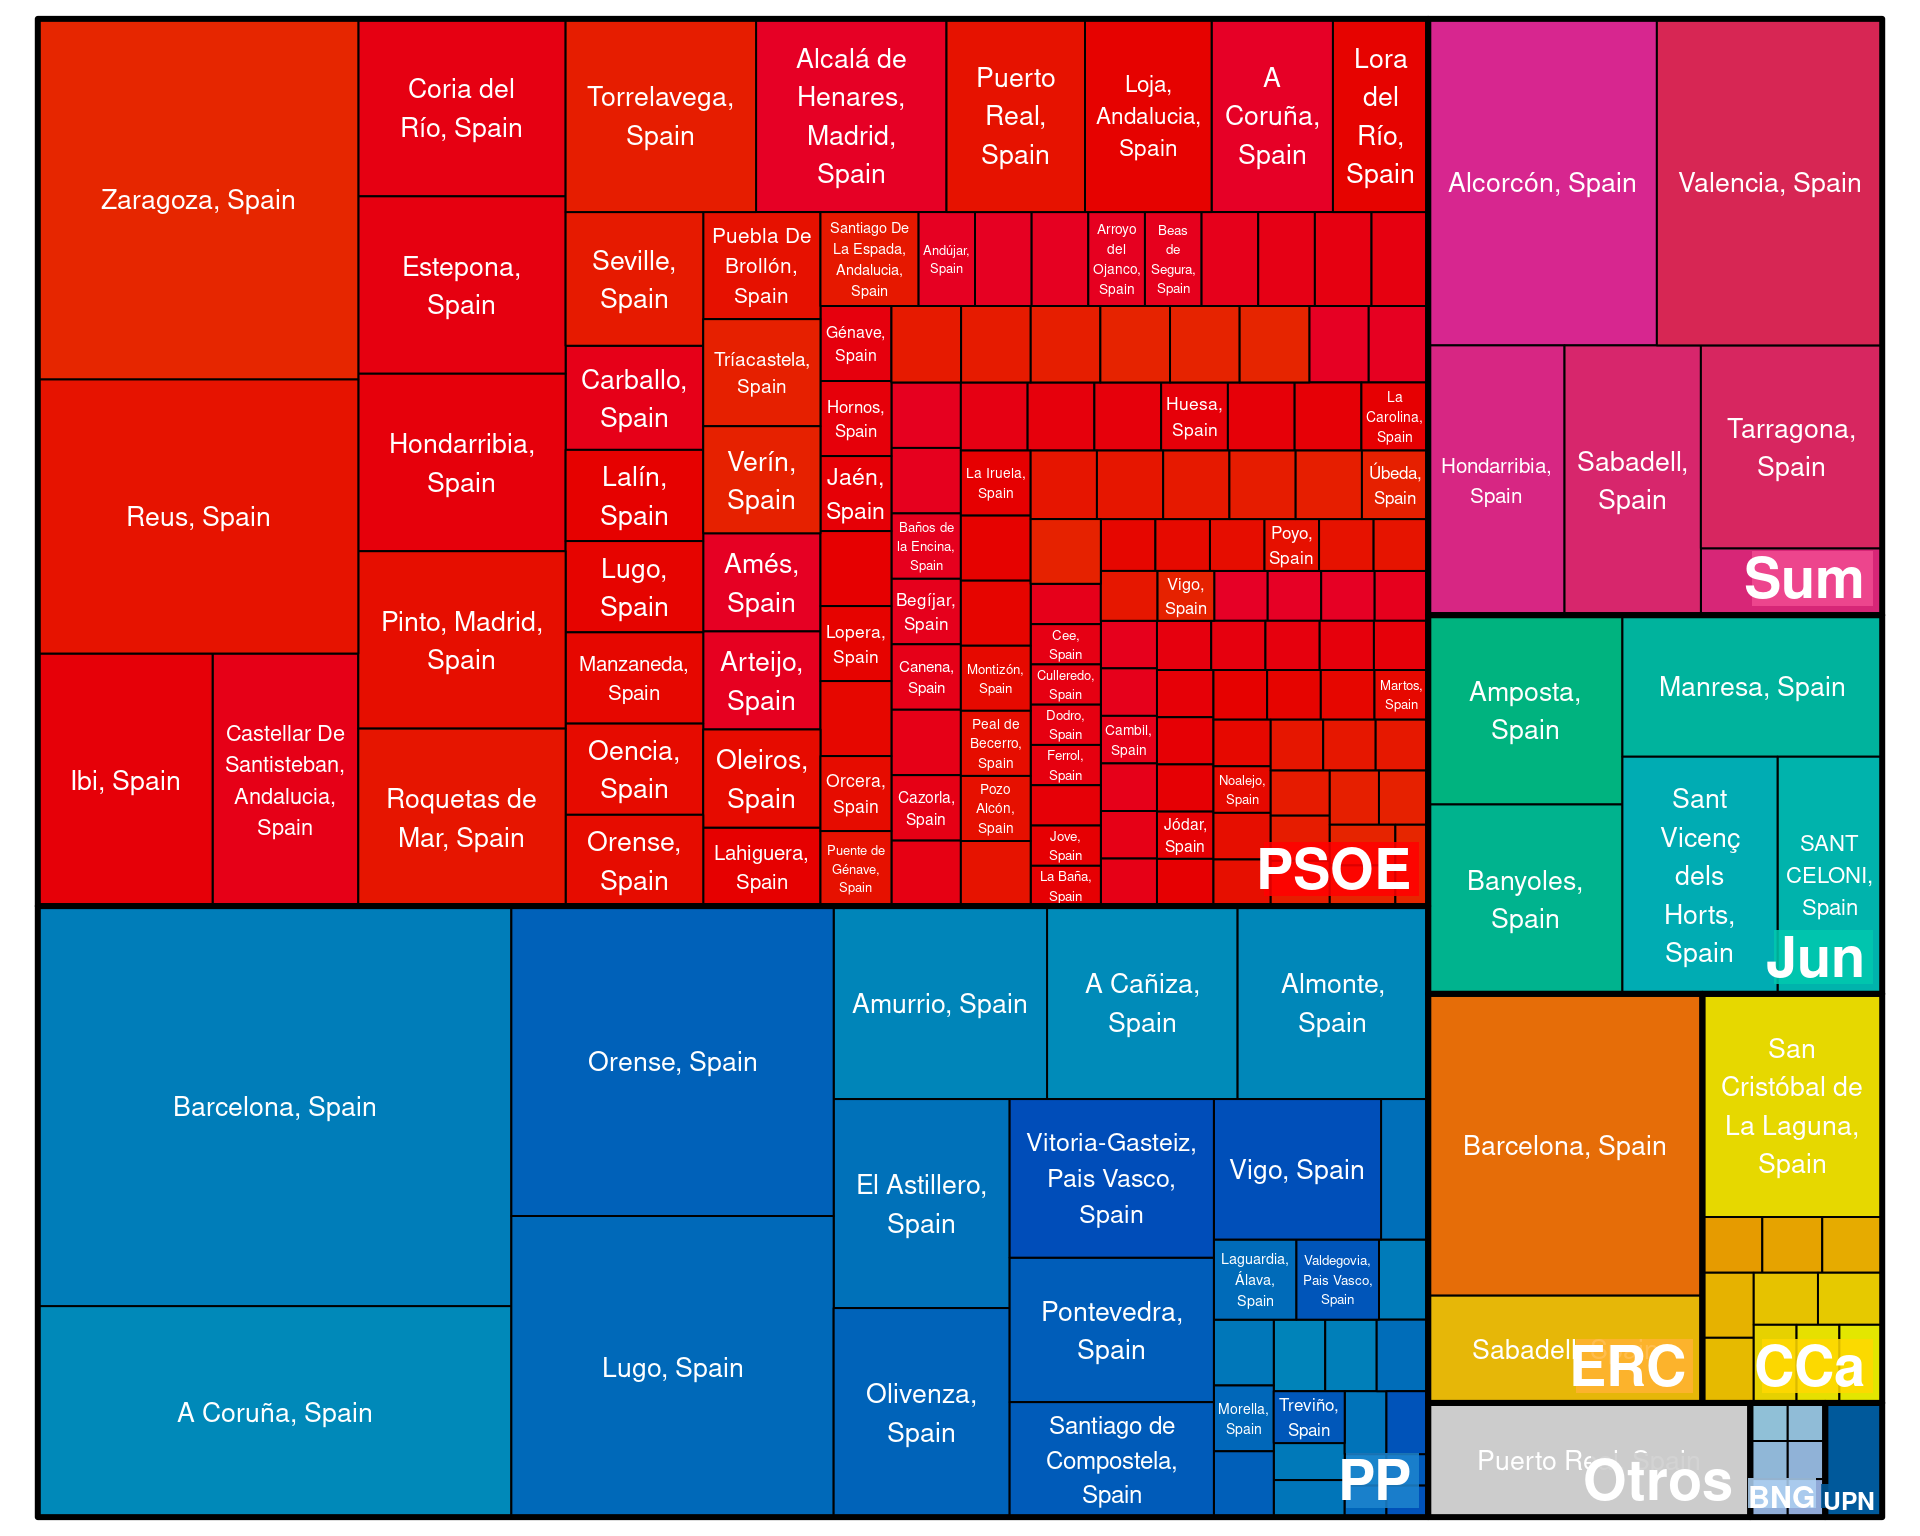 Zaragoza, Spain
Reus, Spain
Ibi, Spain
Castellar De
Santisteban,
Andalucia,
Spain
Coria del
Río, Spain
Estepona,
Spain
Hondarribia,
Spain
Pinto, Madrid,
Spain
Roquetas de
Mar, Spain
Torrelavega,
Spain
Alcalá de
Henares,
Madrid,
Spain
Puerto
Real,
Spain
Loja,
Andalucia,
Spain
A
Coruña,
Spain
Lora
del
Río,
Spain
Seville,
Spain
Carballo,
Spain
Lalín,
Spain
Lugo,
Spain
Manzaneda,
Spain
Oencia,
Spain
Orense,
Spain
Puebla De
Brollón,
Spain
Tríacastela,
Spain
Verín,
Spain
Amés,
Spain
Arteijo,
Spain
Oleiros,
Spain
Lahiguera,
Spain
Santiago De
La Espada,
Andalucia,
Spain
Andújar,
Spain
Arroyo
del
Ojanco,
Spain
Beas
de
Segura,
Spain
Génave,
Spain
Hornos,
Spain
Jaén,
Spain
Lopera,
Spain
Orcera,
Spain
Puente de
Génave,
Spain
Baños de
la Encina,
Spain
Begíjar,
Spain
Canena,
Spain
Cazorla,
Spain
Huesa,
Spain
La
Carolina,
Spain
La Iruela,
Spain
Úbeda,
Spain
Montizón,
Spain
Peal de
Becerro,
Spain
Pozo
Alcón,
Spain
Cee,
Spain
Culleredo,
Spain
Dodro,
Spain
Ferrol,
Spain
Jove,
Spain
La Baña,
Spain
Poyo,
Spain
Vigo,
Spain
Cambil,
Spain
Jódar,
Spain
Martos,
Spain
Noalejo,
Spain
PSOE
Alcorcón, Spain
Valencia, Spain
Hondarribia,
Spain
Sabadell,
Spain
Tarragona,
Spain
Sum
Amposta,
Spain
Banyoles,
Spain
Manresa, Spain
Sant
Vicenç
dels
Horts,
Spain
SANT
CELONI,
Spain
Jun
Barcelona, Spain
A Coruña, Spain
Orense, Spain
Lugo, Spain
Amurrio, Spain
A Cañiza,
Spain
Almonte,
Spain
El Astillero,
Spain
Olivenza,
Spain
Vitoria-Gasteiz,
Pais Vasco,
Spain
Pontevedra,
Spain
Santiago de
Compostela,
Spain
Vigo, Spain
Laguardia,
Álava,
Spain
Valdegovia,
Pais Vasco,
Spain
Morella,
Spain
Treviño,
Spain
PP
Barcelona, Spain
Sabadell, Spain
ERC
San
Cristóbal de
La Laguna,
Spain
CCa
Puerto Real, Spain
Otros
BNG
UPN